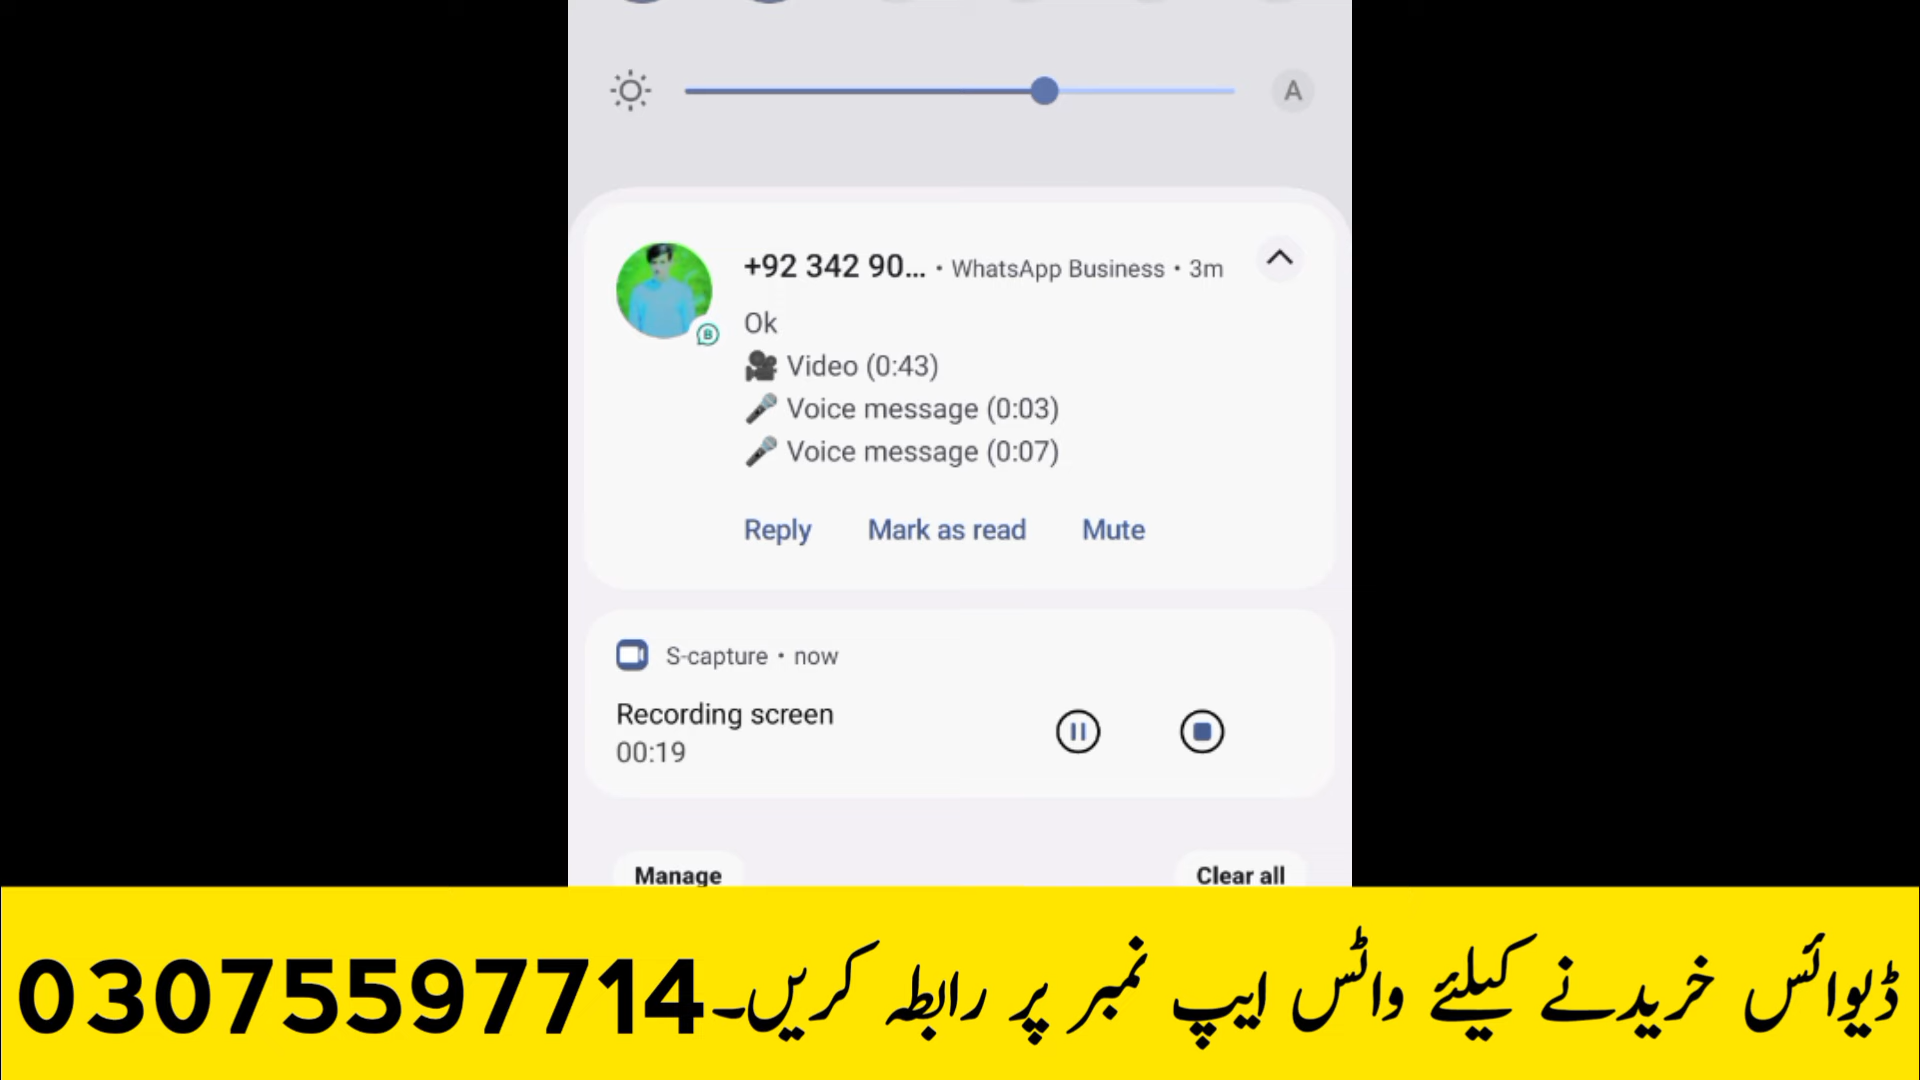 A
+92 342 90... • WhatsApp Business • 3m
Ok
Video (0:43)
Voice message (0:03)
Voice message (0:07)
Reply Mark as read Mute
S-capture • now
Recording screen
00:19
Manage Clear all
ڈیوائس خریدنے کیلئے واٹس ایپ نمبر پر رابطہ کریں۔03075597714